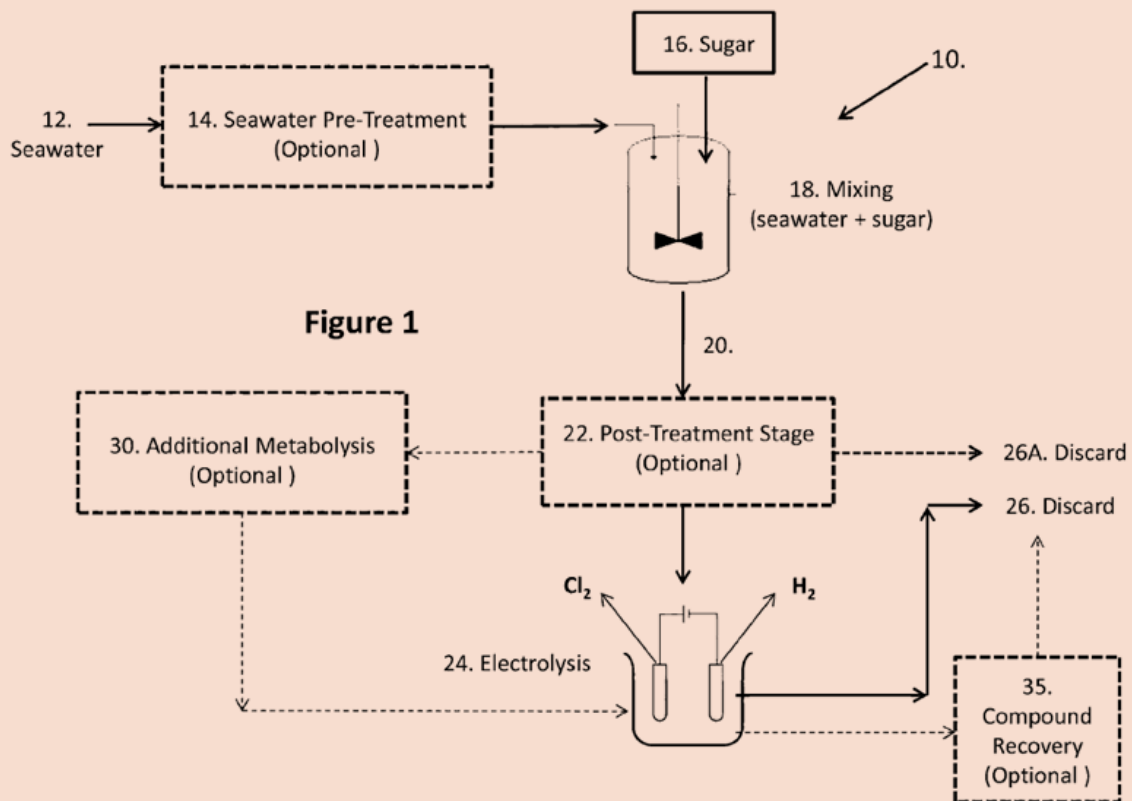 16. Sugar
10.
12.
Seawater
14. Seawater Pre-Treatment
(Optional )
18. Mixing
(seawater + sugar)
Figure 1
20.
30. Additional Metabolysis
(Optional )
22. Post-Treatment Stage
(Optional )
26A. Discard
26. Discard
Cl₂
H₂
24. Electrolysis
35.
Compound
Recovery
(Optional )